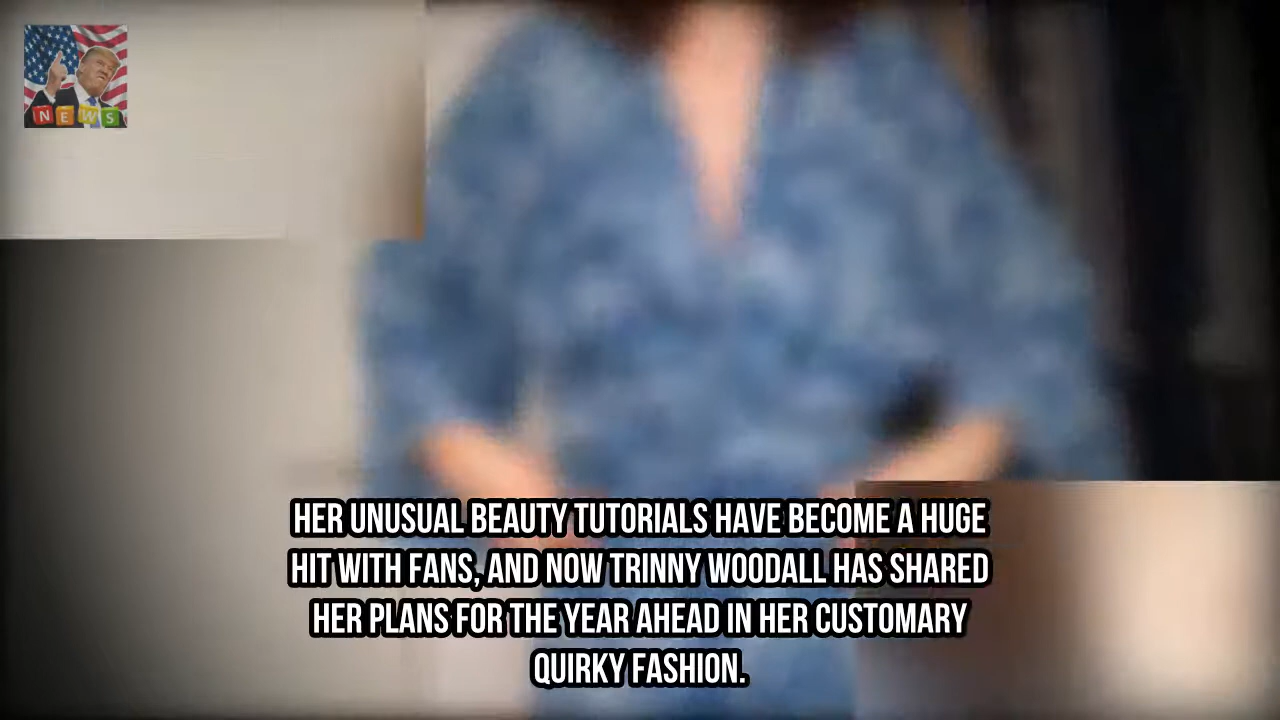 NEWS
HER UNUSUAL BEAUTY TUTORIALS HAVE BECOME A HUGE
HIT WITH FANS, AND NOW TRINNY WOODALL HAS SHARED
HER PLANS FOR THE YEAR AHEAD IN HER CUSTOMARY
QUIRKY FASHION.